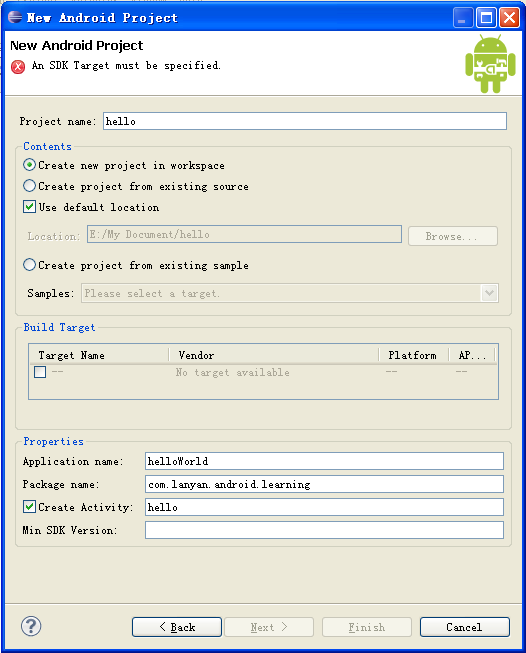 New Android Project
New Android Project
An SDK Target must be specified.
Project name: hello
Contents
Create new project in workspace
Create project from existing source
Use default location
Location: E:/My Document/hello Browse...
Create project from existing sample
Samples: Please select a target.
Build Target
Target Name Vendor Platform AP...
-- No target available -- --
Properties
Application name: helloWorld
Package name: com.lanyan.android.learning
Create Activity: hello
Min SDK Version:
? < Back Next > Finish Cancel